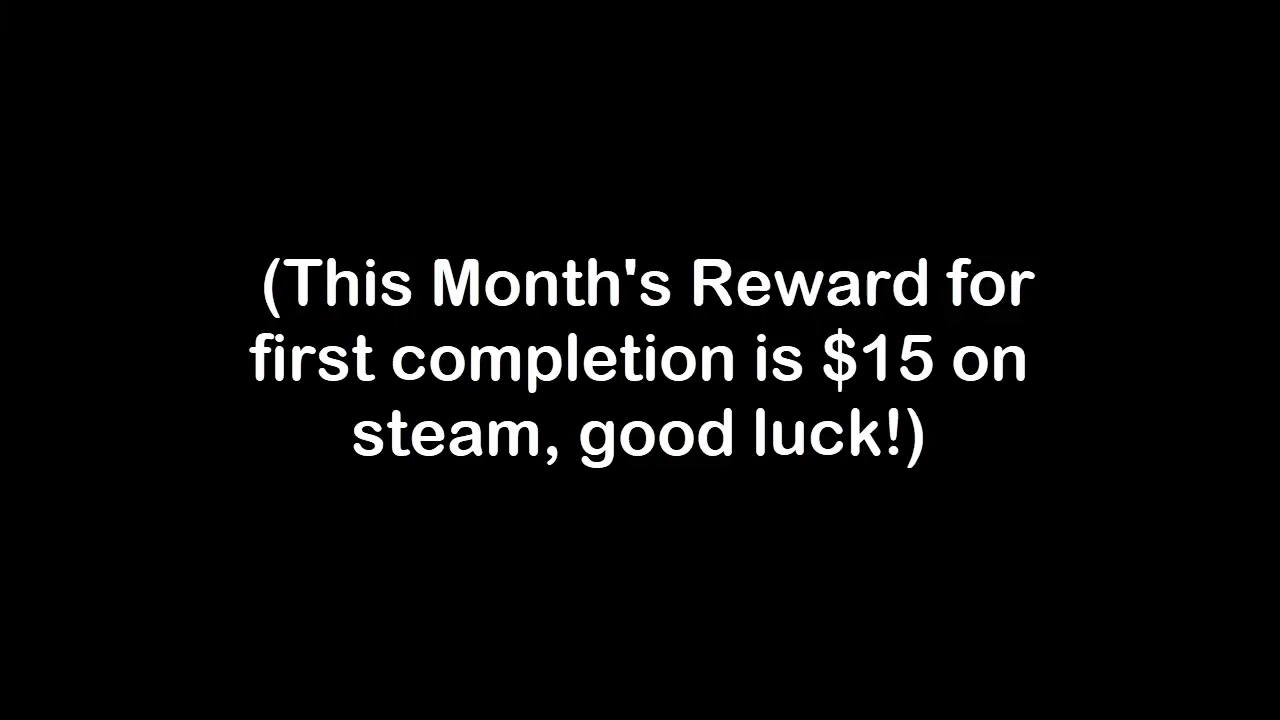 (This Month's Reward for
first completion is $15 on
steam, good luck!)